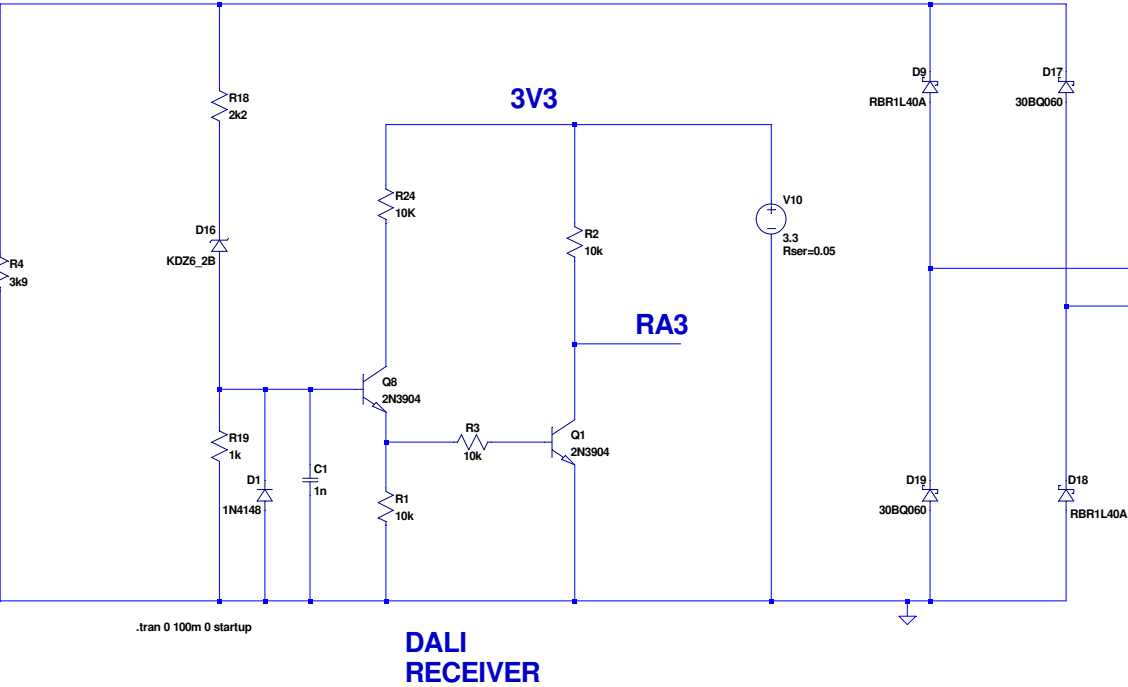 D9
RBR1L40A
D17
30BQ060
R18
2k2
3V3
R24
10K
V10
3.3
Rser=0.05
D16
KDZ6_2B
R2
10k
R4
3k9
RA3
Q8
2N3904
R19
1k
R3
10k
Q1
2N3904
D1
1N4148
C1
1n
R1
10k
D19
30BQ060
D18
RBR1L40A
.tran 0 100m 0 startup
DALI
RECEIVER